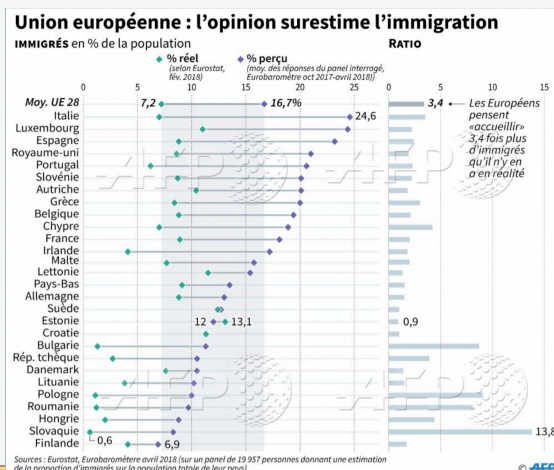 Union européenne : l'opinion surestime l'immigration
IMMIGRÉS en % de la population
RATIO
% réel
(selon Eurostat,
fév. 2018)
% perçu
(moy. des réponses du panel interrogé,
Eurobaromètre oct 2017-avril 2018))
0 5 10 15 20 25
0 5 10 15
Moy. UE 28 7,2 16,7% 3,4
Les Européens
pensent
«accueillir»
3,4 fois plus
d'immigrés
qu'il n'y en
a en réalité
Italie 24,6
Luxembourg
Espagne
Royaume-uni
Portugal
Slovénie
Autriche
Grèce
Belgique
Chypre
France
Irlande
Malte
Lettonie
Pays-Bas
Allemagne
Suède
Estonie 12 13,1 0,9
Croatie
Bulgarie
Rép. tchèque
Danemark
Lituanie
Pologne
Roumanie
Hongrie
Slovaquie 0,6 13,8
Finlande 6,9
AFP
AFP
AFP
AFP
Sources : Eurostat, Eurobaromètre avril 2018 (sur un panel de 19 957 personnes donnant une estimation
de la proportion d'immigrés sur la population totale de leur pays)
© AFP